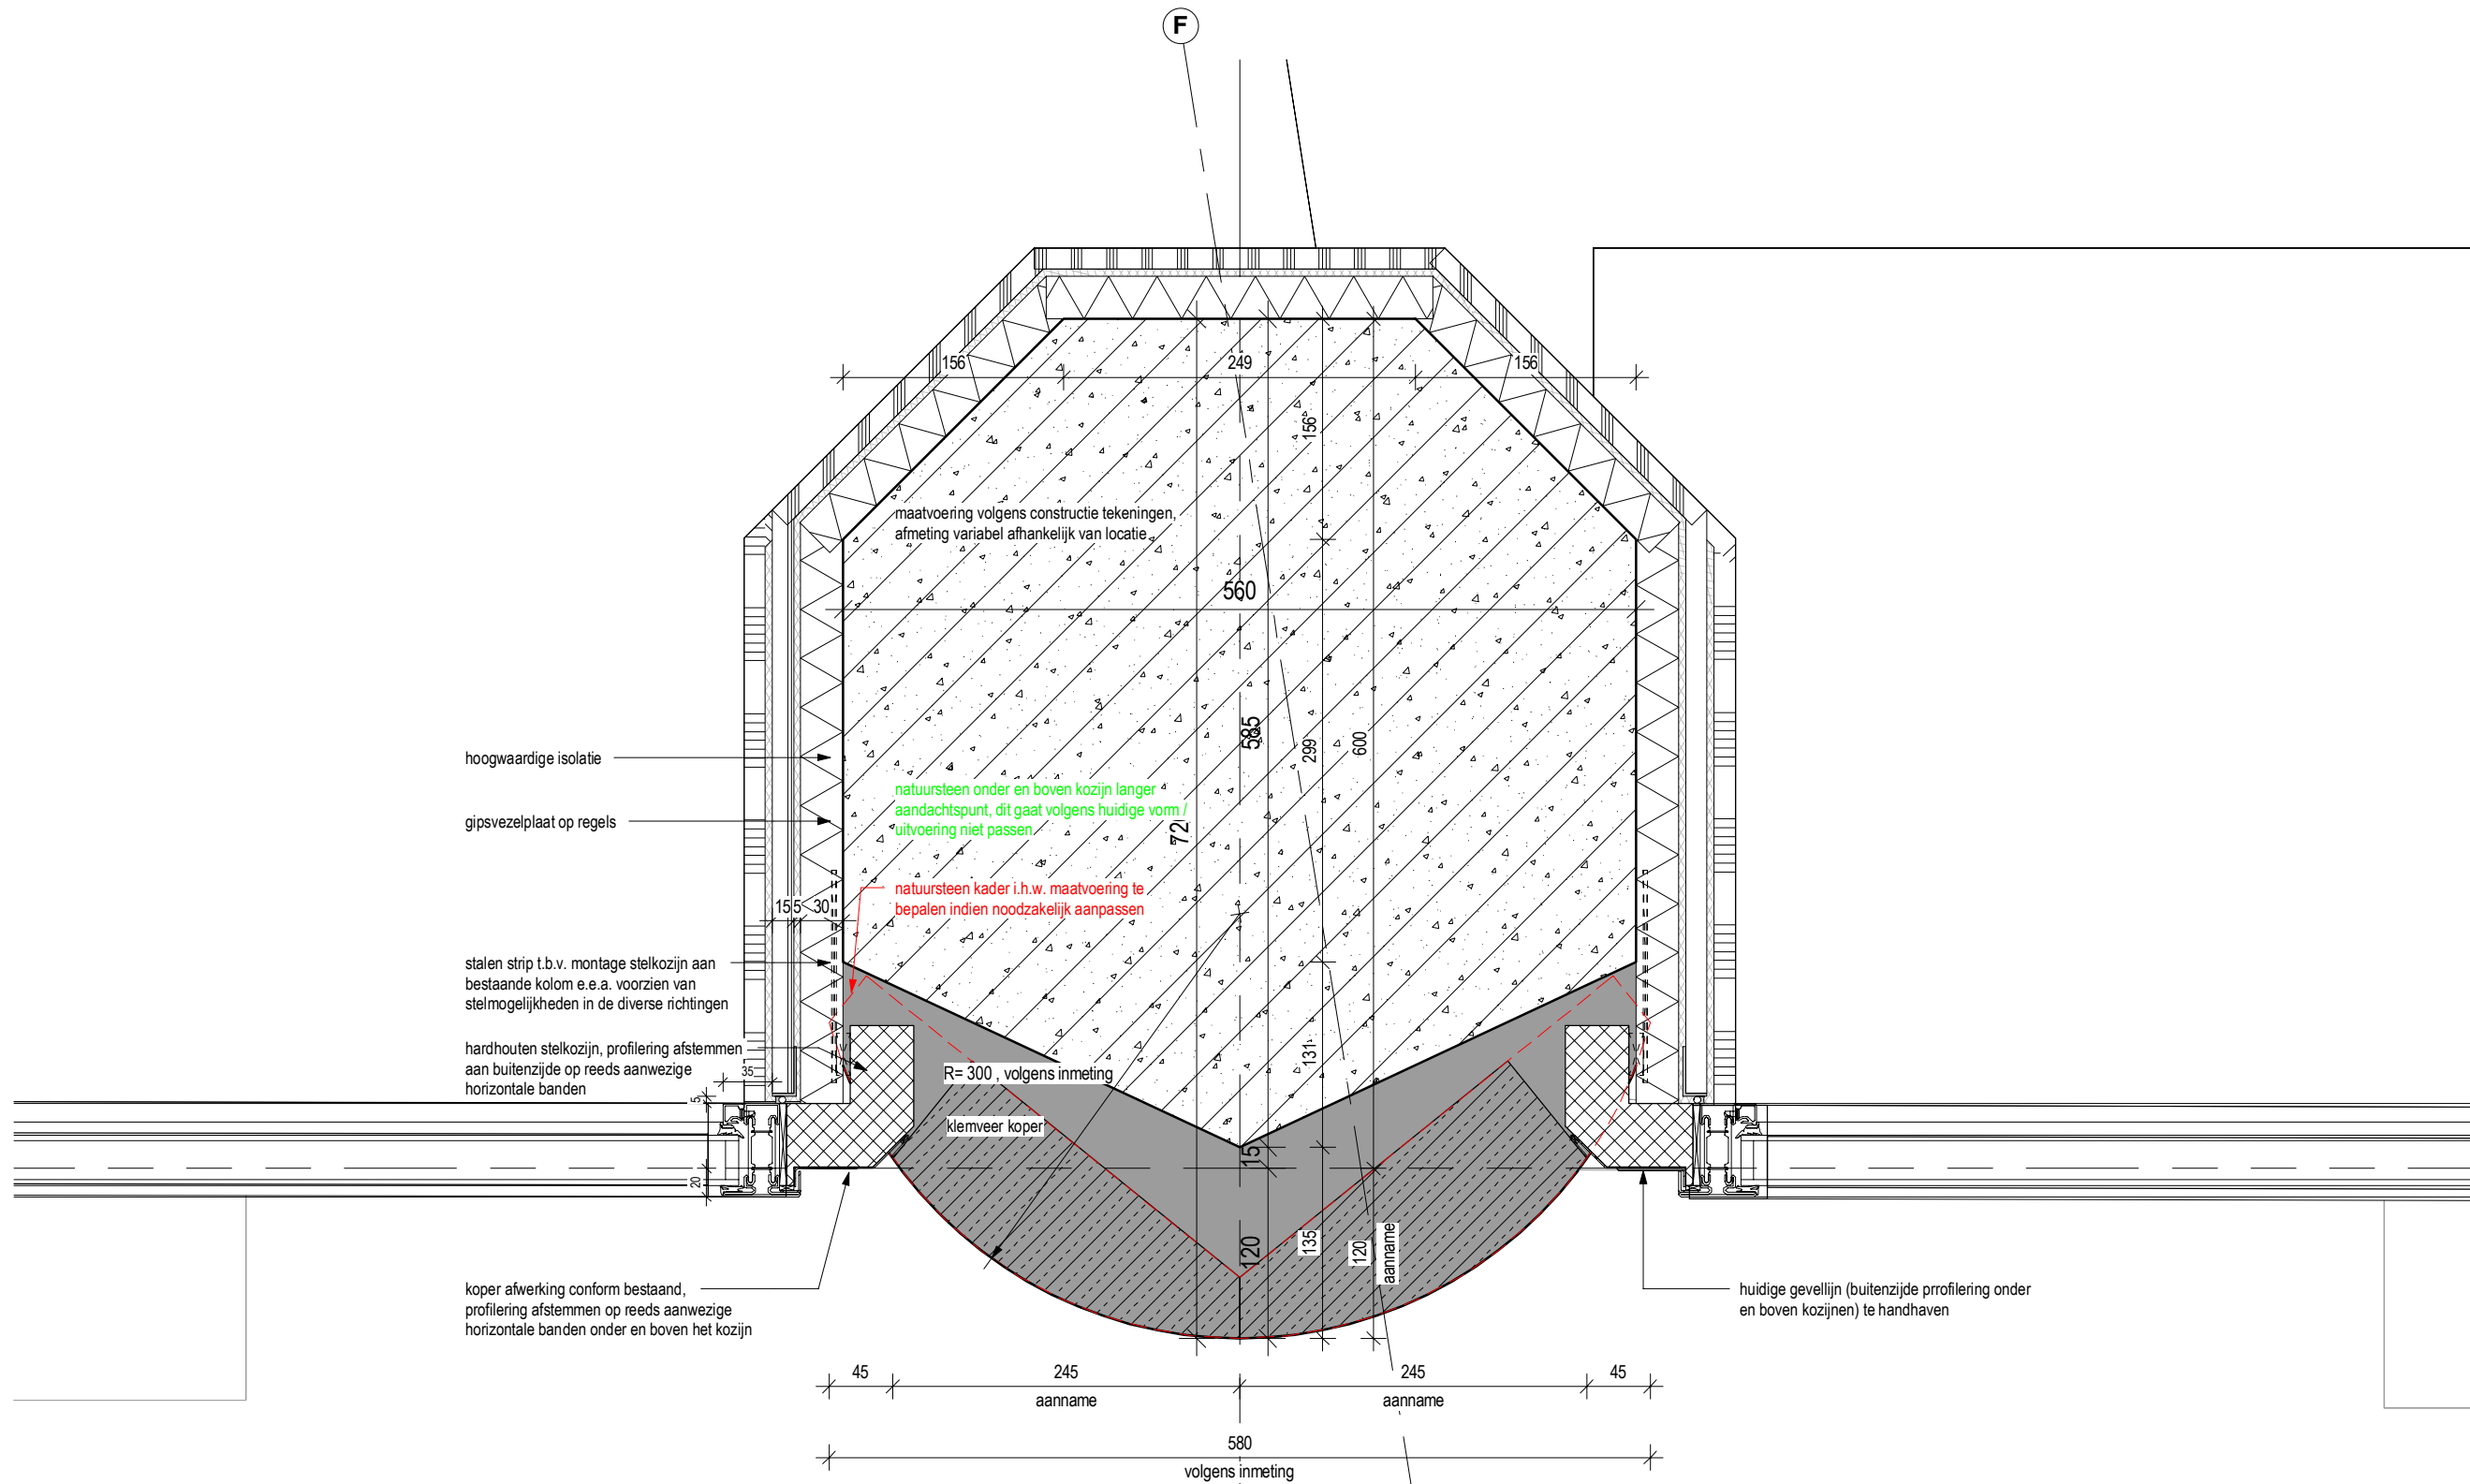 F
156
249
156
156
maatvoering volgens constructie tekeningen,
afmeting variabel afhankelijk van locatie
560
585
299
600
hoogwaardige isolatie
natuursteen onder en boven kozijn langer
aandachtspunt, dit gaat volgens huidige vorm /
uitvoering niet passen
gipsvezelplaat op regels
natuursteen kader i.h.w. maatvoering te
bepalen indien noodzakelijk aanpassen
15
5
30
stalen strip t.b.v. montage stelkozijn aan
bestaande kolom e.e.a. voorzien van
stelmogelijkheden in de diverse richtingen
hardhouten stelkozijn, profilering afstemmen
aan buitenzijde op reeds aanwezige
horizontale banden
35
5
20
R= 300 , volgens inmeting
klemveer koper
131
15
120
135
120
aanname
koper afwerking conform bestaand,
profilering afstemmen op reeds aanwezige
horizontale banden onder en boven het kozijn
huidige gevellijn (buitenzijde prrofilering onder
en boven kozijnen) te handhaven
45
245
245
45
aanname
aanname
580
volgens inmeting